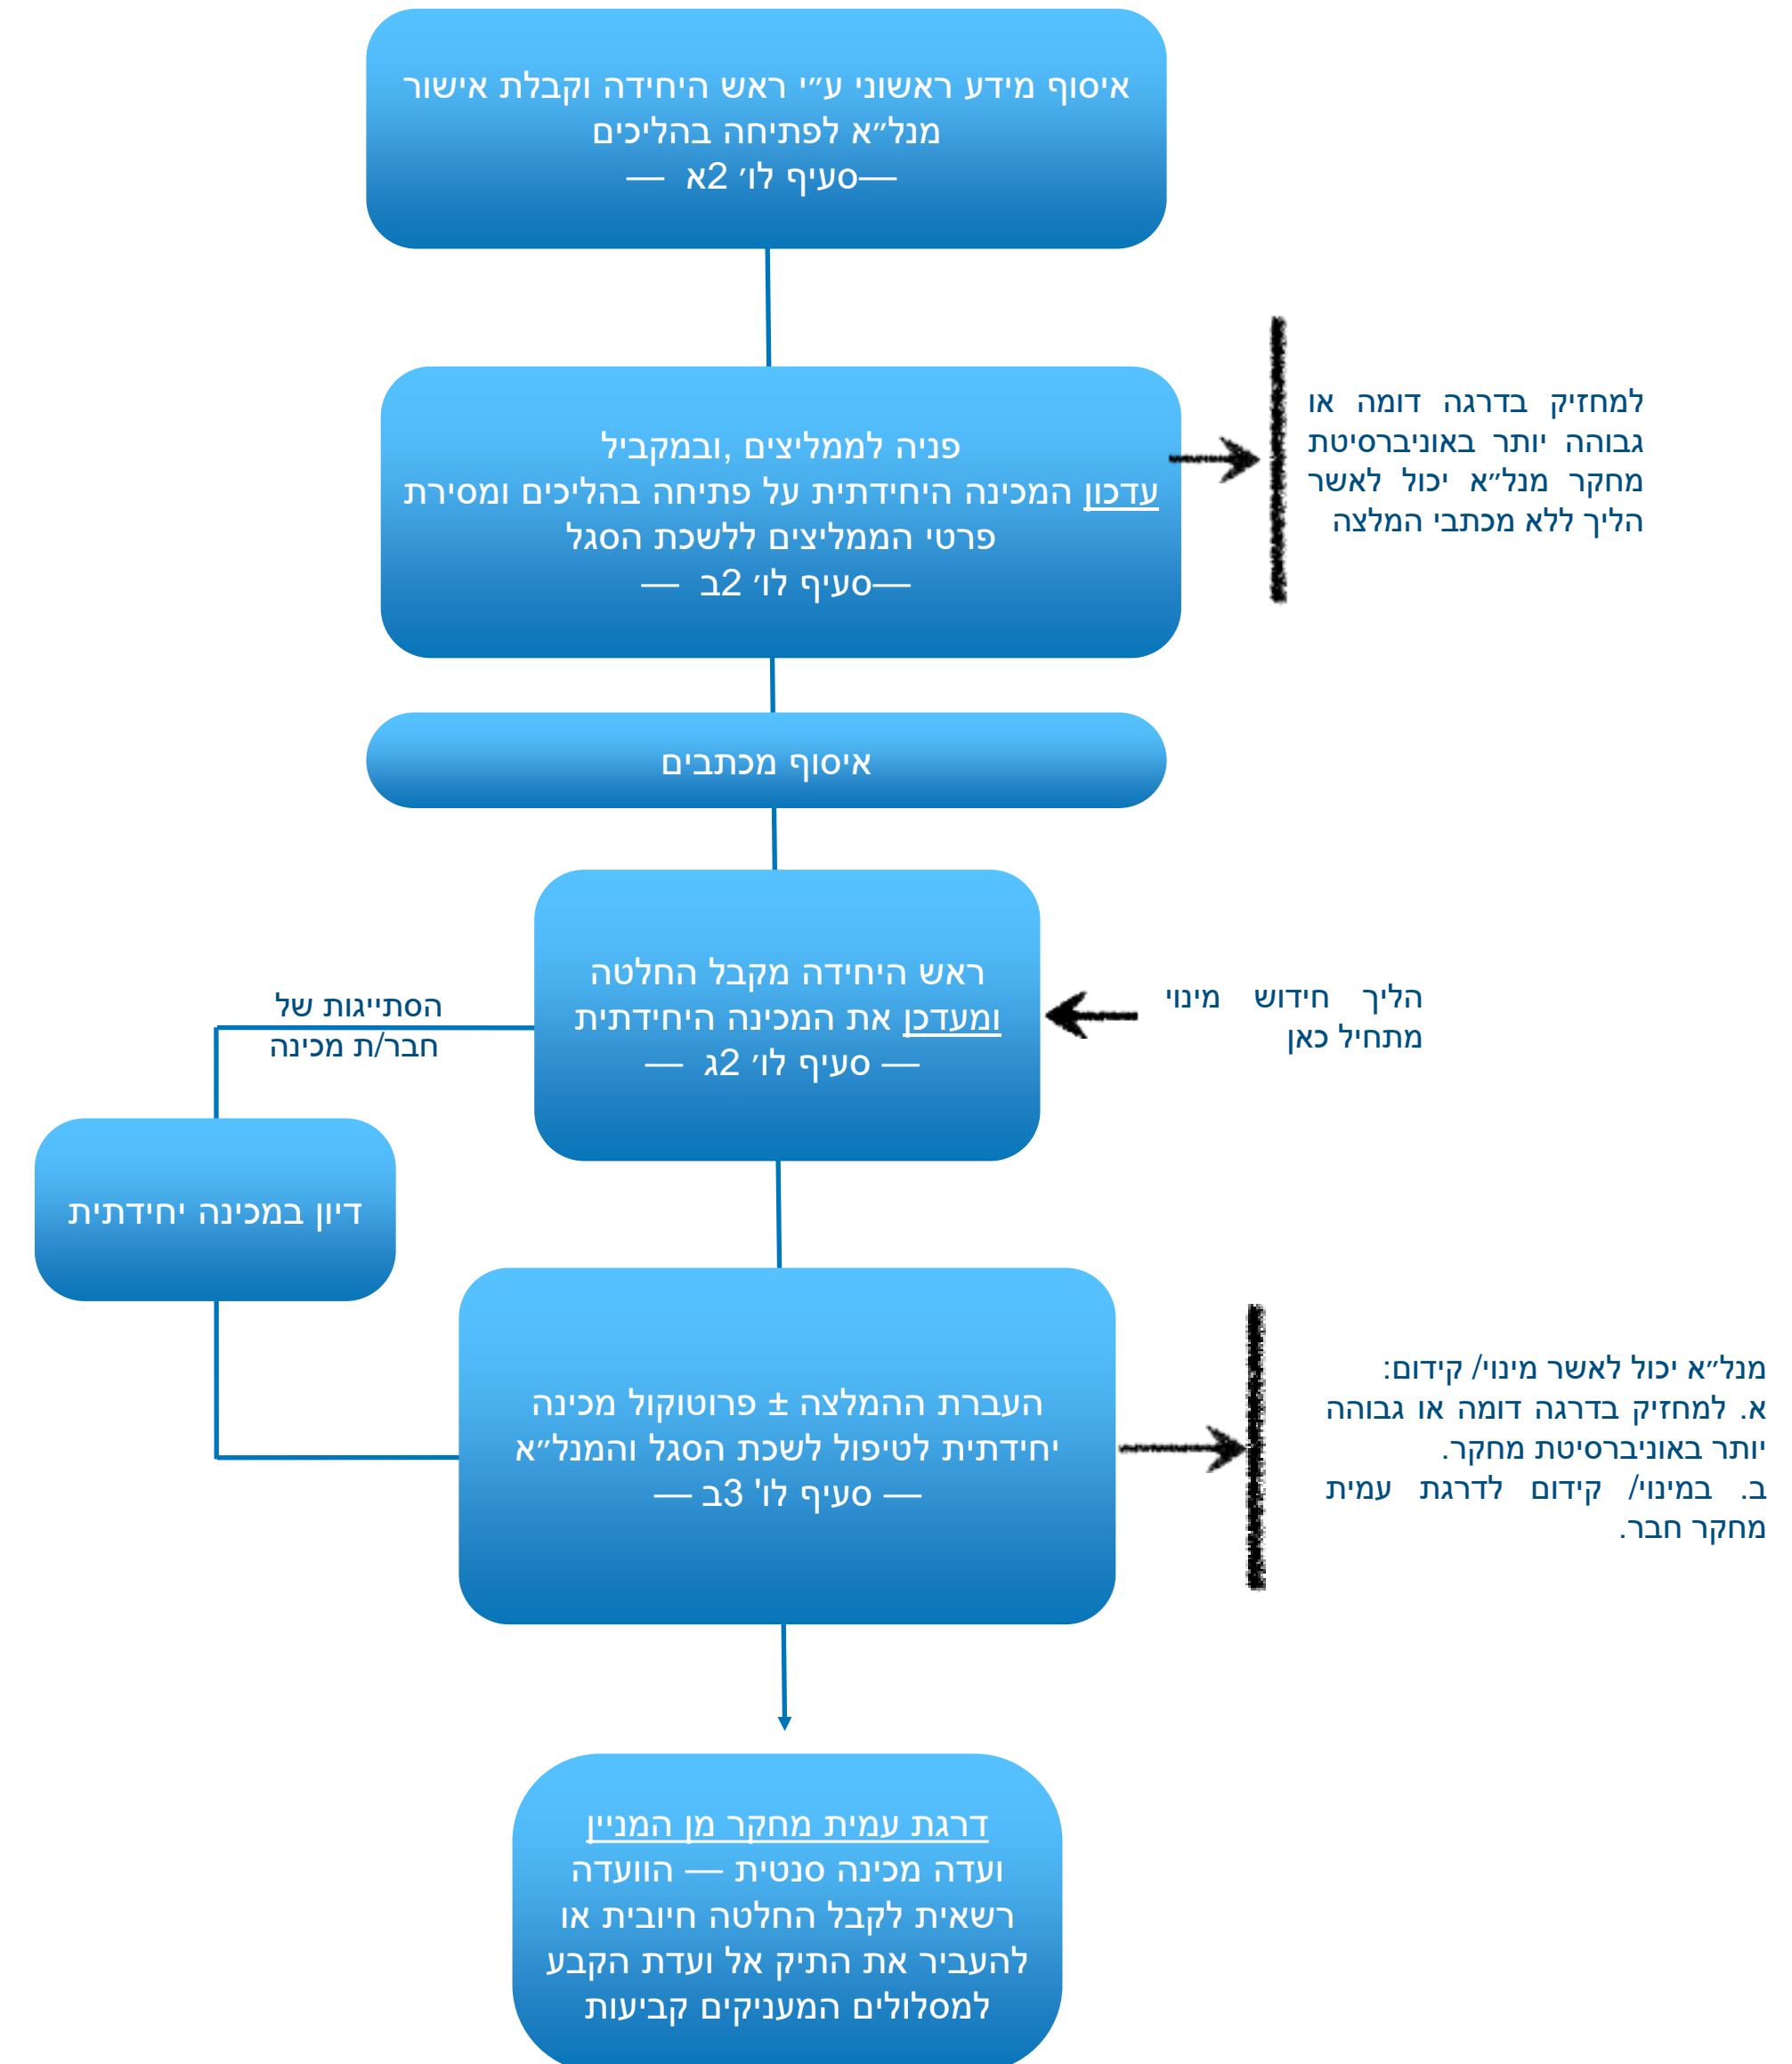 איסוף מידע ראשוני ע״י ראש היחידה וקבלת אישור
מנל״א לפתיחה בהליכים
—סעיף לו׳ 2א —
פניה לממליצים ,ובמקביל
עדכון המכינה היחידתית על פתיחה בהליכים ומסירת
פרטי הממליצים ללשכת הסגל
—סעיף לו׳ 2ב —
למחזיק בדרגה דומה או
גבוהה יותר באוניברסיטת
מחקר מנל״א יכול לאשר
הליך ללא מכתבי המלצה
איסוף מכתבים
ראש היחידה מקבל החלטה
ומעדכן את המכינה היחידתית
— סעיף לו׳ 2ג —
הליך חידוש מינוי
מתחיל כאן
הסתייגות של
חבר/ת מכינה
דיון במכינה יחידתית
העברת ההמלצה ± פרוטוקול מכינה
יחידתית לטיפול לשכת הסגל והמנל״א
— סעיף לו' 3ב —
מנל״א יכול לאשר מינוי/ קידום:
א. למחזיק בדרגה דומה או גבוהה
יותר באוניברסיטת מחקר.
ב. במינוי/ קידום לדרגת עמית
מחקר חבר.
דרגת עמית מחקר מן המניין
ועדה מכינה סנטית — הוועדה
רשאית לקבל החלטה חיובית או
להעביר את התיק אל ועדת הקבע
למסלולים המעניקים קביעות